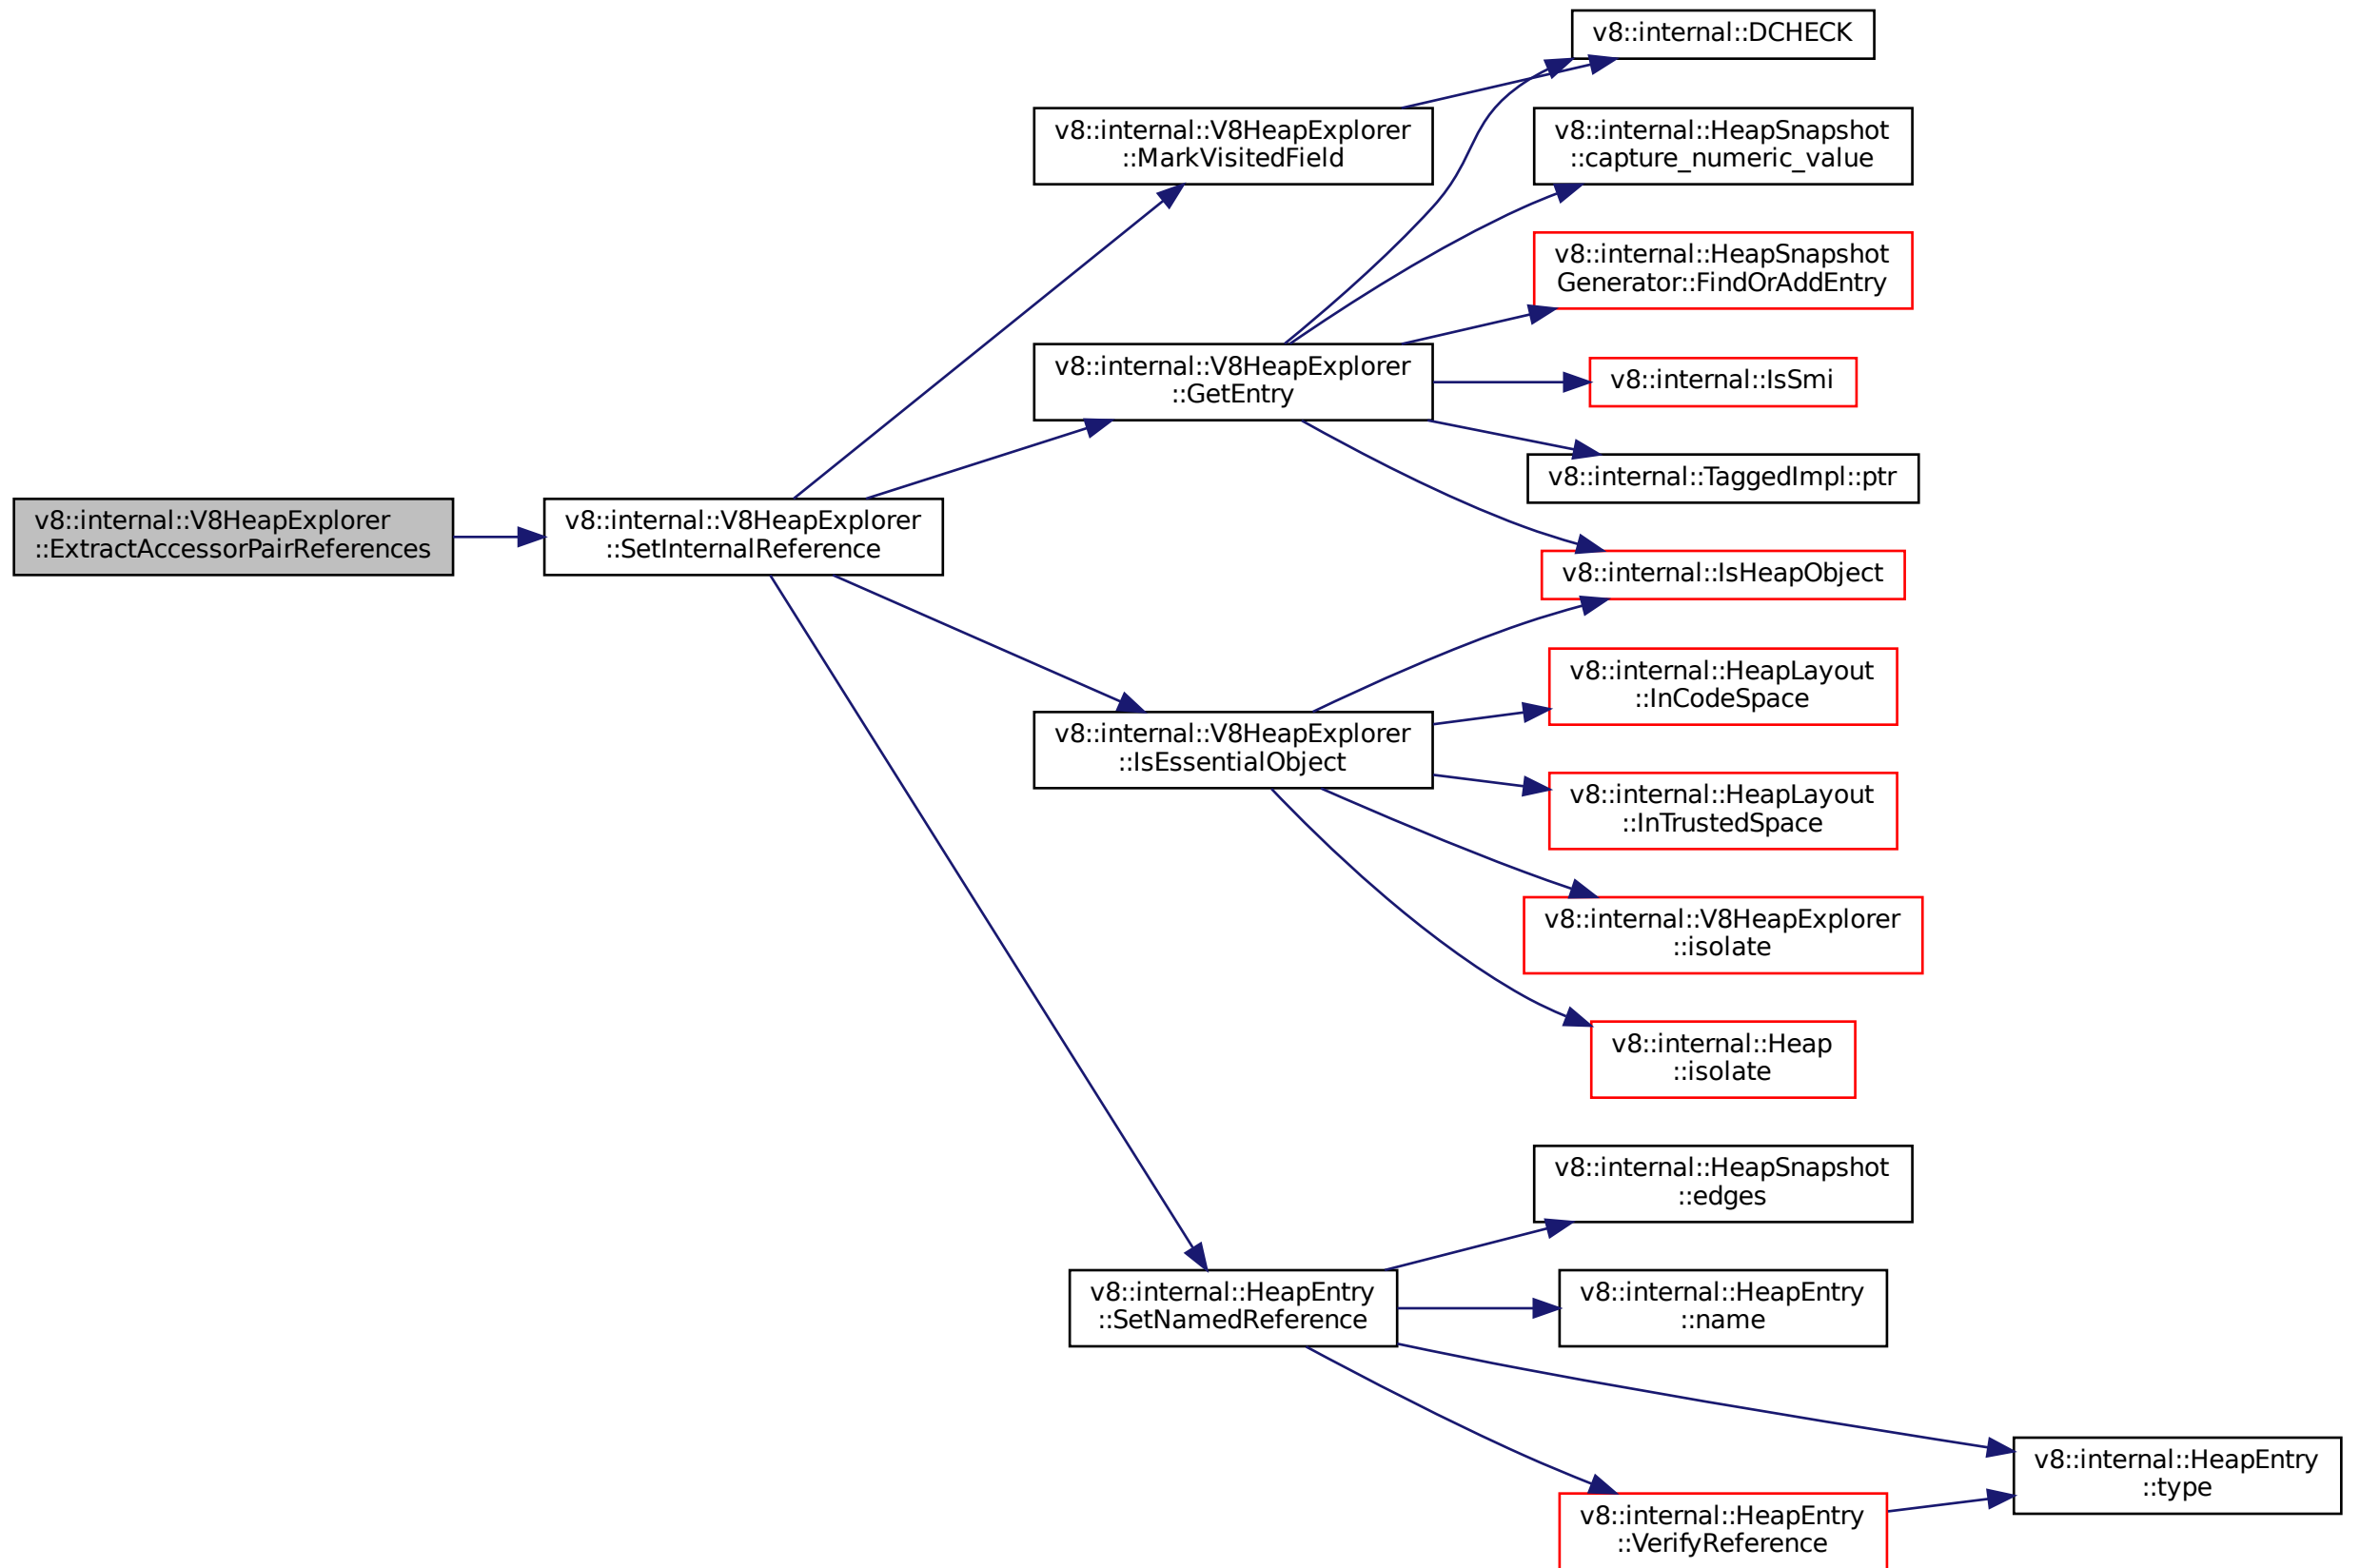 v8::internal::V8HeapExplorer
::ExtractAccessorPairReferences
v8::internal::V8HeapExplorer
::SetInternalReference
v8::internal::V8HeapExplorer
::MarkVisitedField
v8::internal::V8HeapExplorer
::GetEntry
v8::internal::V8HeapExplorer
::IsEssentialObject
v8::internal::HeapEntry
::SetNamedReference
v8::internal::DCHECK
v8::internal::HeapSnapshot
::capture_numeric_value
v8::internal::HeapSnapshot
Generator::FindOrAddEntry
v8::internal::IsSmi
v8::internal::TaggedImpl::ptr
v8::internal::IsHeapObject
v8::internal::HeapLayout
::InCodeSpace
v8::internal::HeapLayout
::InTrustedSpace
v8::internal::V8HeapExplorer
::isolate
v8::internal::Heap
::isolate
v8::internal::HeapSnapshot
::edges
v8::internal::HeapEntry
::name
v8::internal::HeapEntry
::VerifyReference
v8::internal::HeapEntry
::type